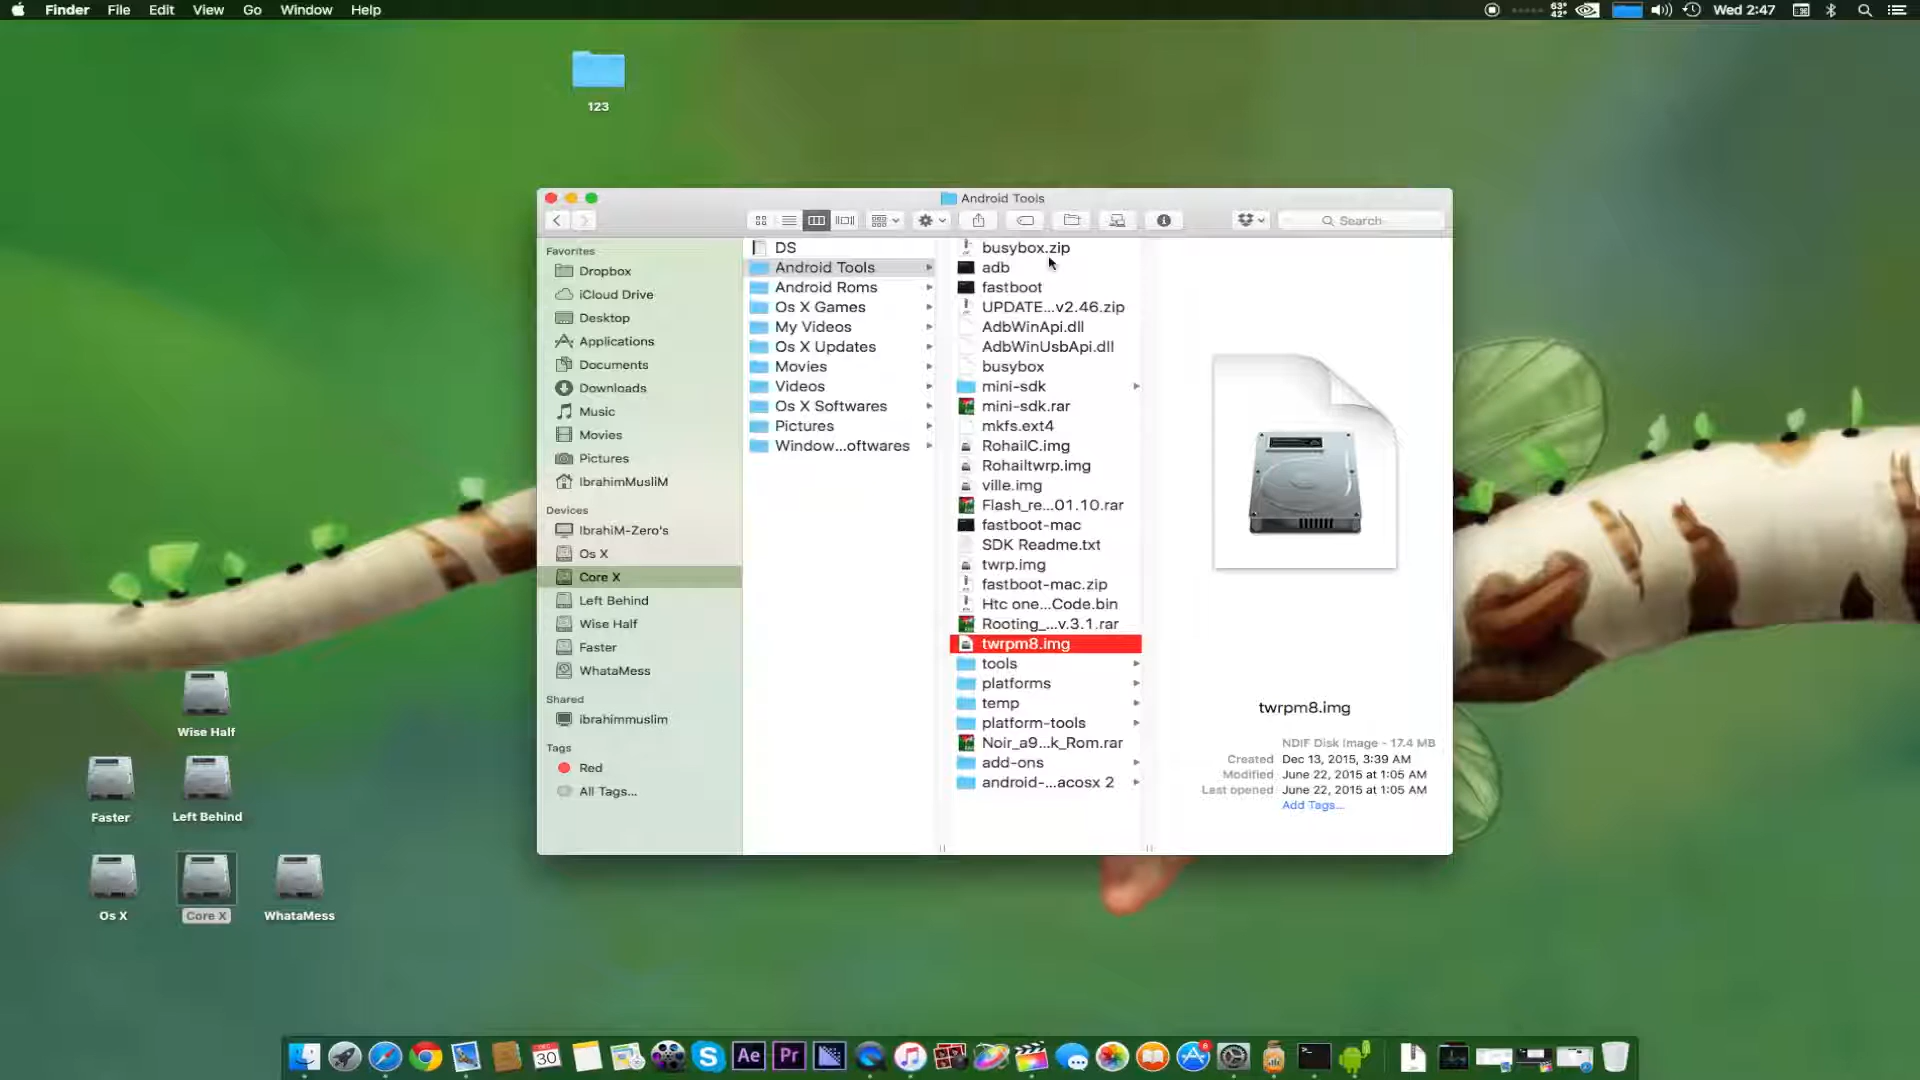 Finder File Edit View Go Window Help
63°
42°
Wed 2:47
123
Android Tools
Search
Favorites
Dropbox
iCloud Drive
Desktop
Applications
Documents
Downloads
Music
Movies
Pictures
IbrahimMusliM
Devices
IbrahiM-Zero's
Os X
Core X
Left Behind
Wise Half
Faster
WhataMess
Shared
ibrahimmuslim
Tags
Red
All Tags...
DS
Android Tools
Android Roms
Os X Games
My Videos
Os X Updates
Movies
Videos
Os X Softwares
Pictures
Window...oftwares
busybox.zip
adb
fastboot
UPDATE...v2.46.zip
AdbWinApi.dll
AdbWinUsbApi.dll
busybox
mini-sdk
mini-sdk.rar
mkfs.ext4
RohailC.img
Rohailtwrp.img
ville.img
Flash_re...01.10.rar
fastboot-mac
SDK Readme.txt
twrp.img
fastboot-mac.zip
Htc one...Code.bin
Rooting_...v.3.1.rar
twrpm8.img
tools
platforms
temp
platform-tools
Noir_a9...k_Rom.rar
add-ons
android-...acosx 2
twrpm8.img
NDIF Disk Image - 17.4 MB
Created Dec 13, 2015, 3:39 AM
Modified June 22, 2015 at 1:05 AM
Last opened June 22, 2015 at 1:05 AM
Add Tags...
Wise Half
Faster
Left Behind
Os X
Core X
WhataMess
30
Ae
Pr